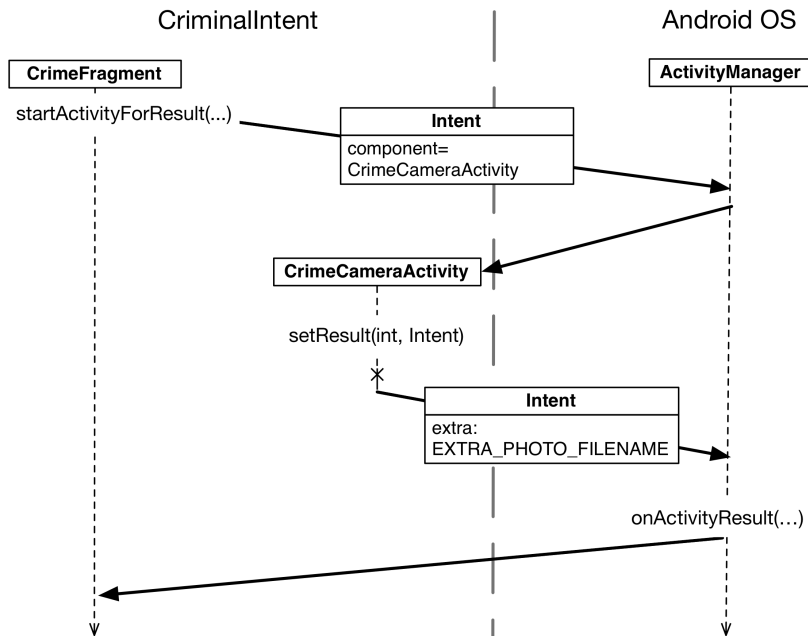 CriminalIntent
Android OS
CrimeFragment
ActivityManager
startActivityForResult(...)
Intent
component=
CrimeCameraActivity
CrimeCameraActivity
setResult(int, Intent)
Intent
extra:
EXTRA_PHOTO_FILENAME
onActivityResult(…)